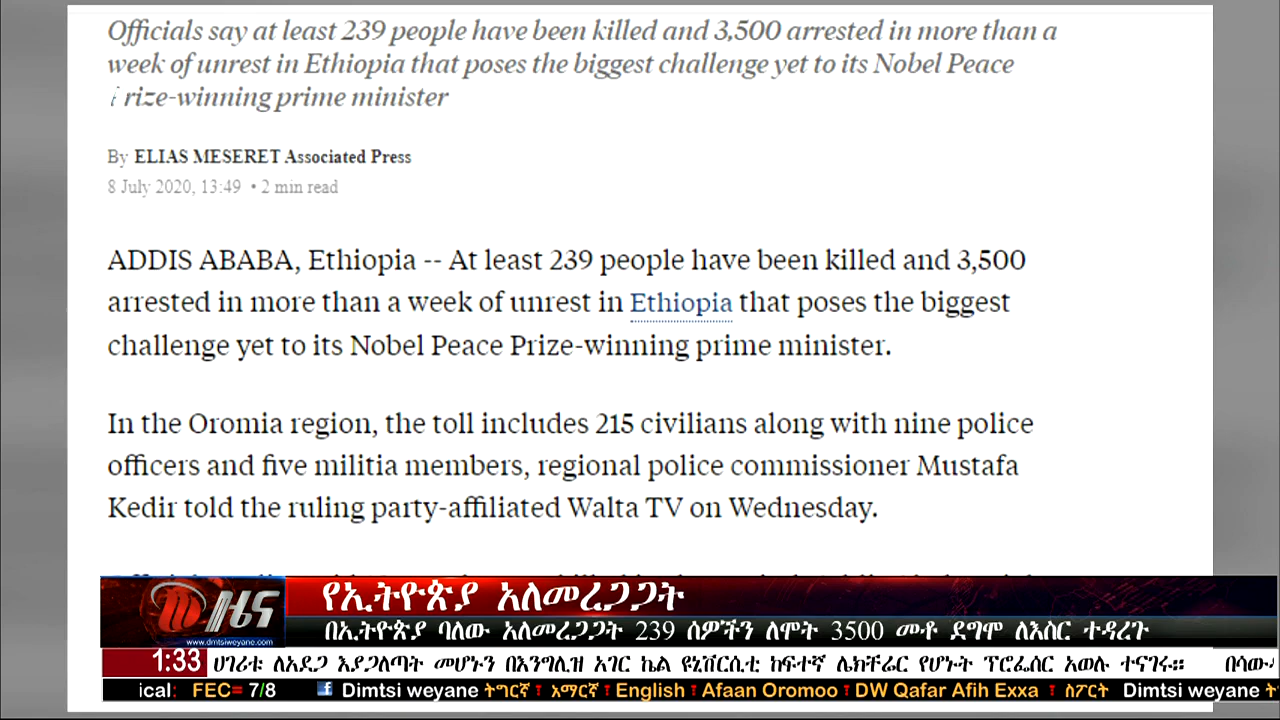 Officials say at least 239 people have been killed and 3,500 arrested in more than a
week of unrest in Ethiopia that poses the biggest challenge yet to its Nobel Peace
rize-winning prime minister
By ELIAS MESERET Associated Press
8 July 2020, 13:49 • 2 min read
ADDIS ABABA, Ethiopia -- At least 239 people have been killed and 3,500
arrested in more than a week of unrest in Ethiopia that poses the biggest
challenge yet to its Nobel Peace Prize-winning prime minister.
In the Oromia region, the toll includes 215 civilians along with nine police
officers and five militia members, regional police commissioner Mustafa
Kedir told the ruling party-affiliated Walta TV on Wednesday.
ዜና
www.dmtsiweyane.com
የኢትዮጵያ አለመረጋጋት
በኢትዮጵያ ባለው አለመረጋጋት 239 ሰዎችን ለሞት 3500 መቶ ደግሞ ለእስር ተዳረጉ
1:33 ሀገሪቱ ለአደጋ እያጋለጣት መሆኑን በእንግሊዝ አገር ኬል ዩኒቨርሲቲ ከፍተኛ ሌክቸሬር የሆኑት ፕሮፌሰር አወሉ ተናገሩ።
ical: FEC= 7/8 Dimtsi weyane ትግርኛ አማርኛ English Afaan Oromoo DW Qafar Afih Exxa ስፖርት Dimtsi weyane